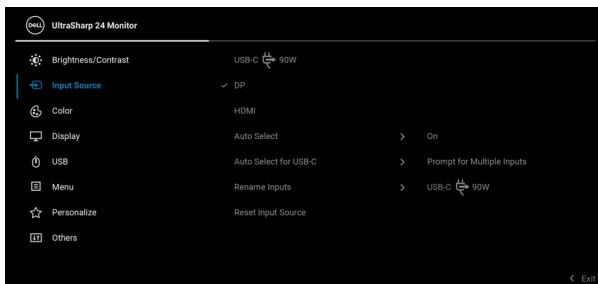 DELL UltraSharp 24 Monitor
Brightness/Contrast USB-C 90W
Input Source ✓ DP
Color HDMI
Display Auto Select > On
USB Auto Select for USB-C > Prompt for Multiple Inputs
Menu Rename Inputs > USB-C 90W
Personalize Reset Input Source
Others
< Exit